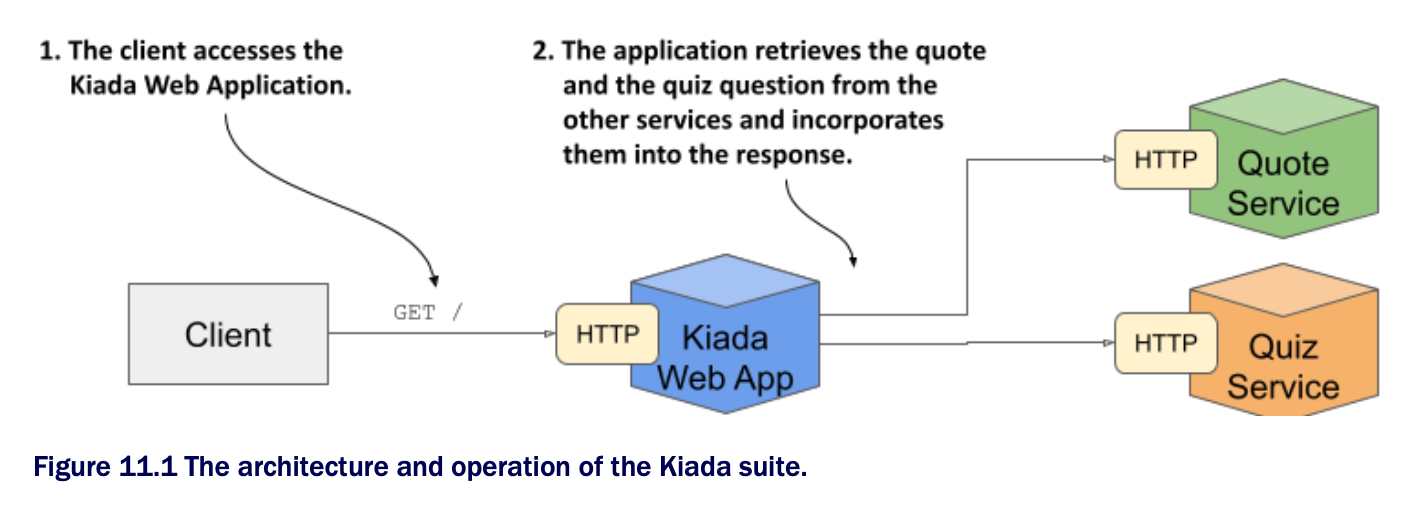 1. The client accesses the
Kiada Web Application.
2. The application retrieves the quote
and the quiz question from the
other services and incorporates
them into the response.
HTTP
Quote
Service
GET /
Client
HTTP
Kiada
Web App
HTTP
Quiz
Service
Figure 11.1 The architecture and operation of the Kiada suite.